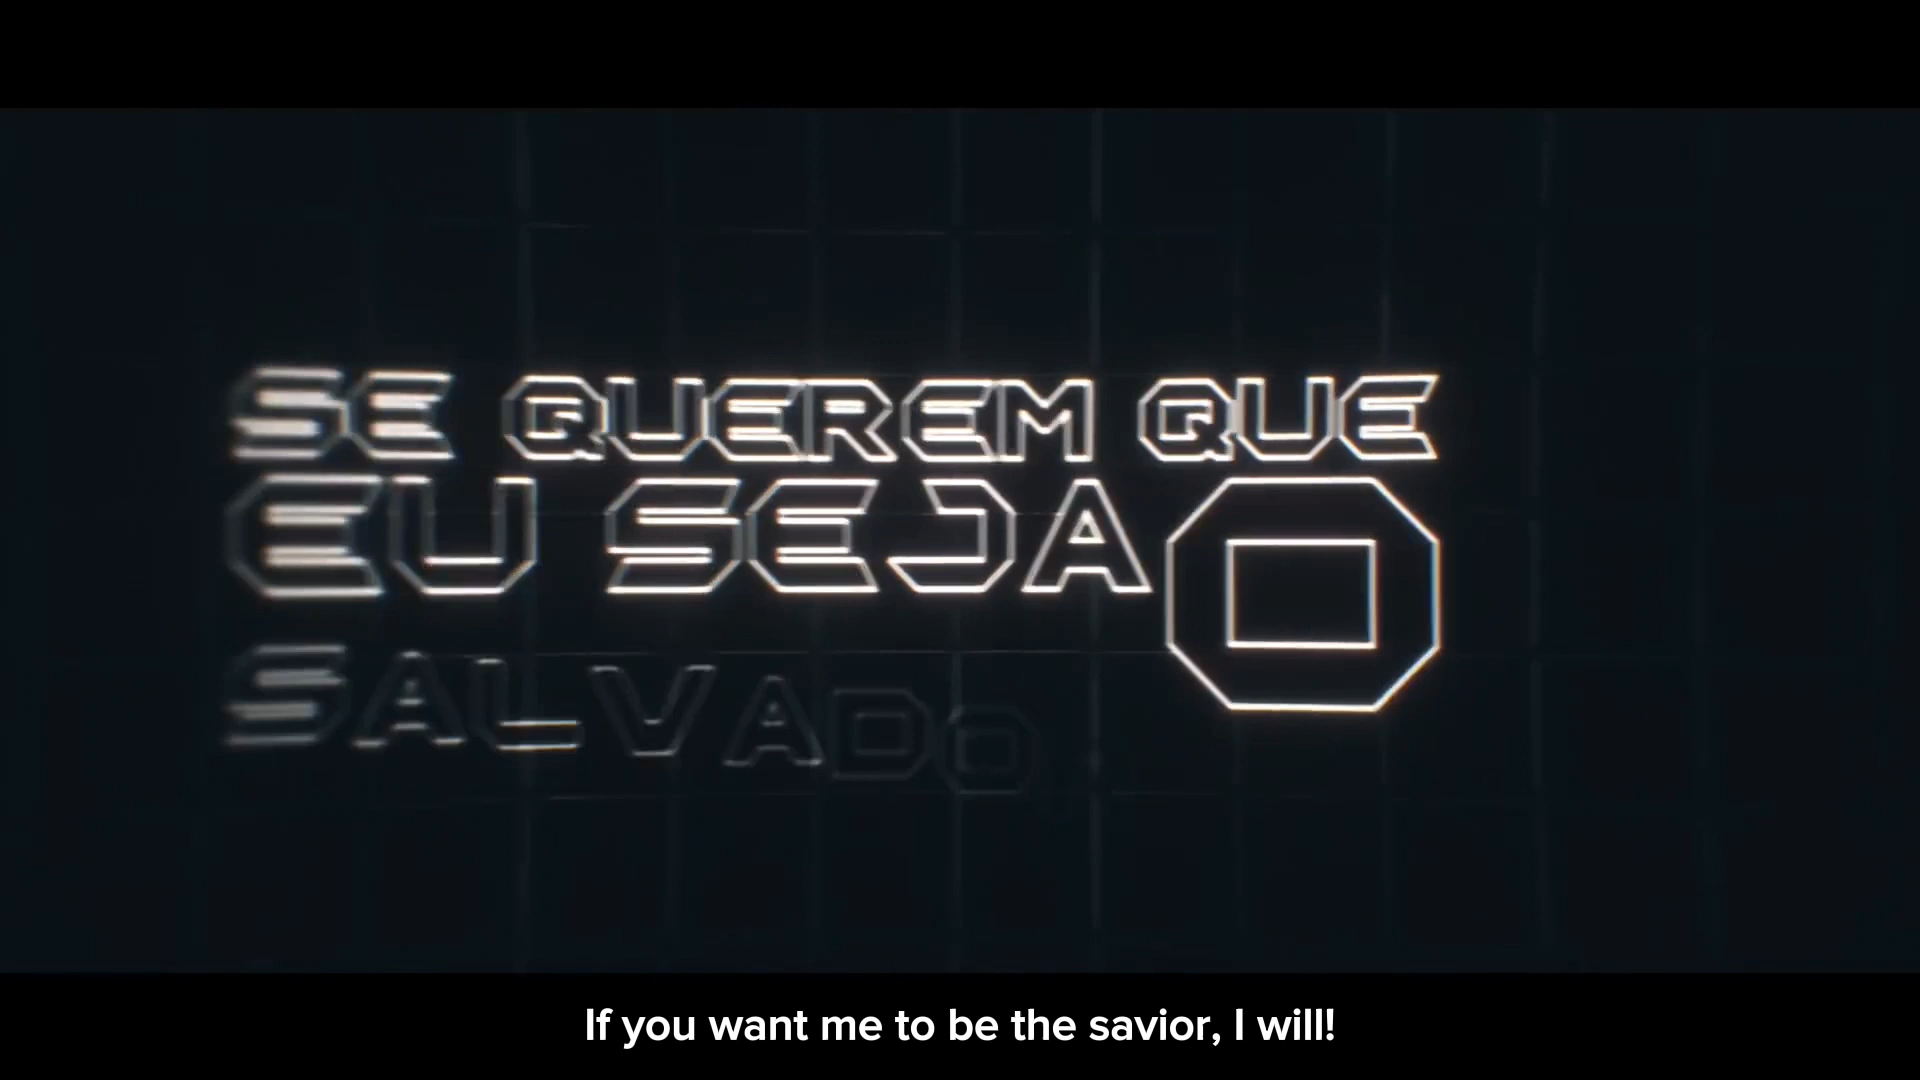 SE QUEREM QUE
EU SEJA O
SALVADO
If you want me to be the savior, I will!